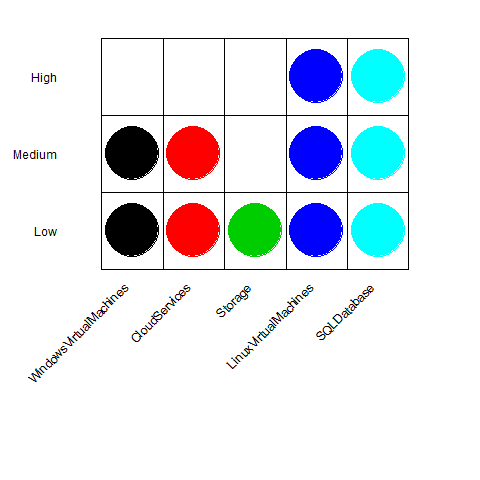 High
Medium
Low
WindowsVirtualMachines
CloudServices
Storage
LinuxVirtualMachines
SQLDatabase